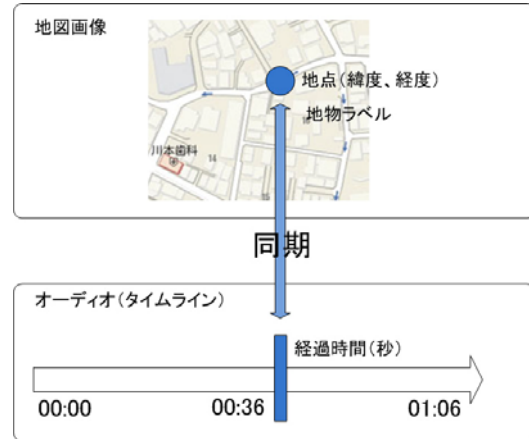 地図画像
地点(緯度、経度)
地物ラベル
川本歯科
14
同期
オーディオ(タイムライン)
経過時間(秒)
00:00
00:36
01:06